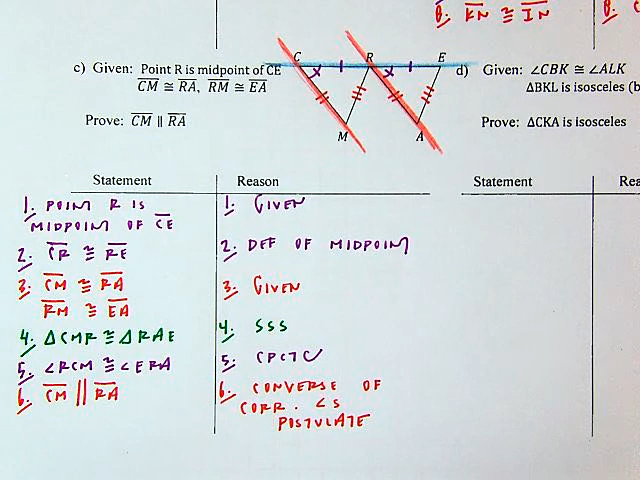 8. KN ≅ IN
8. C
c) Given: Point R is midpoint of CE
CM ≅ RA, RM ≅ EA
Prove: CM ∥ RA
C R E
M A
d) Given: ∠CBK ≅ ∠ALK
ΔBKL is isosceles (b
Prove: ΔCKA is isosceles
Statement Reason
1. POINT R IS 1. GIVEN
MIDPOINT OF CE
2. CR ≅ RE 2. DEF OF MIDPOINT
3. CM ≅ RA 3. GIVEN
RM ≅ EA
4. ΔCMR ≅ ΔRAE 4. SSS
5. ∠RCM ≅ ∠ERA 5. CPCTC
6. CM ∥ RA 6. CONVERSE OF
CORR. ∠S
POSTULATE
Statement Rea